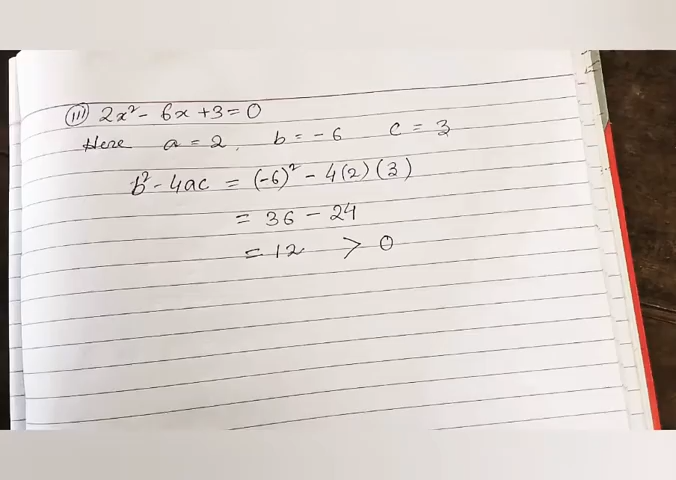 (iii) 2x² - 6x + 3 = 0
Here a = 2, b = -6 c = 3
b² - 4ac = (-6)² - 4(2)(3)
= 36 - 24
= 12 > 0